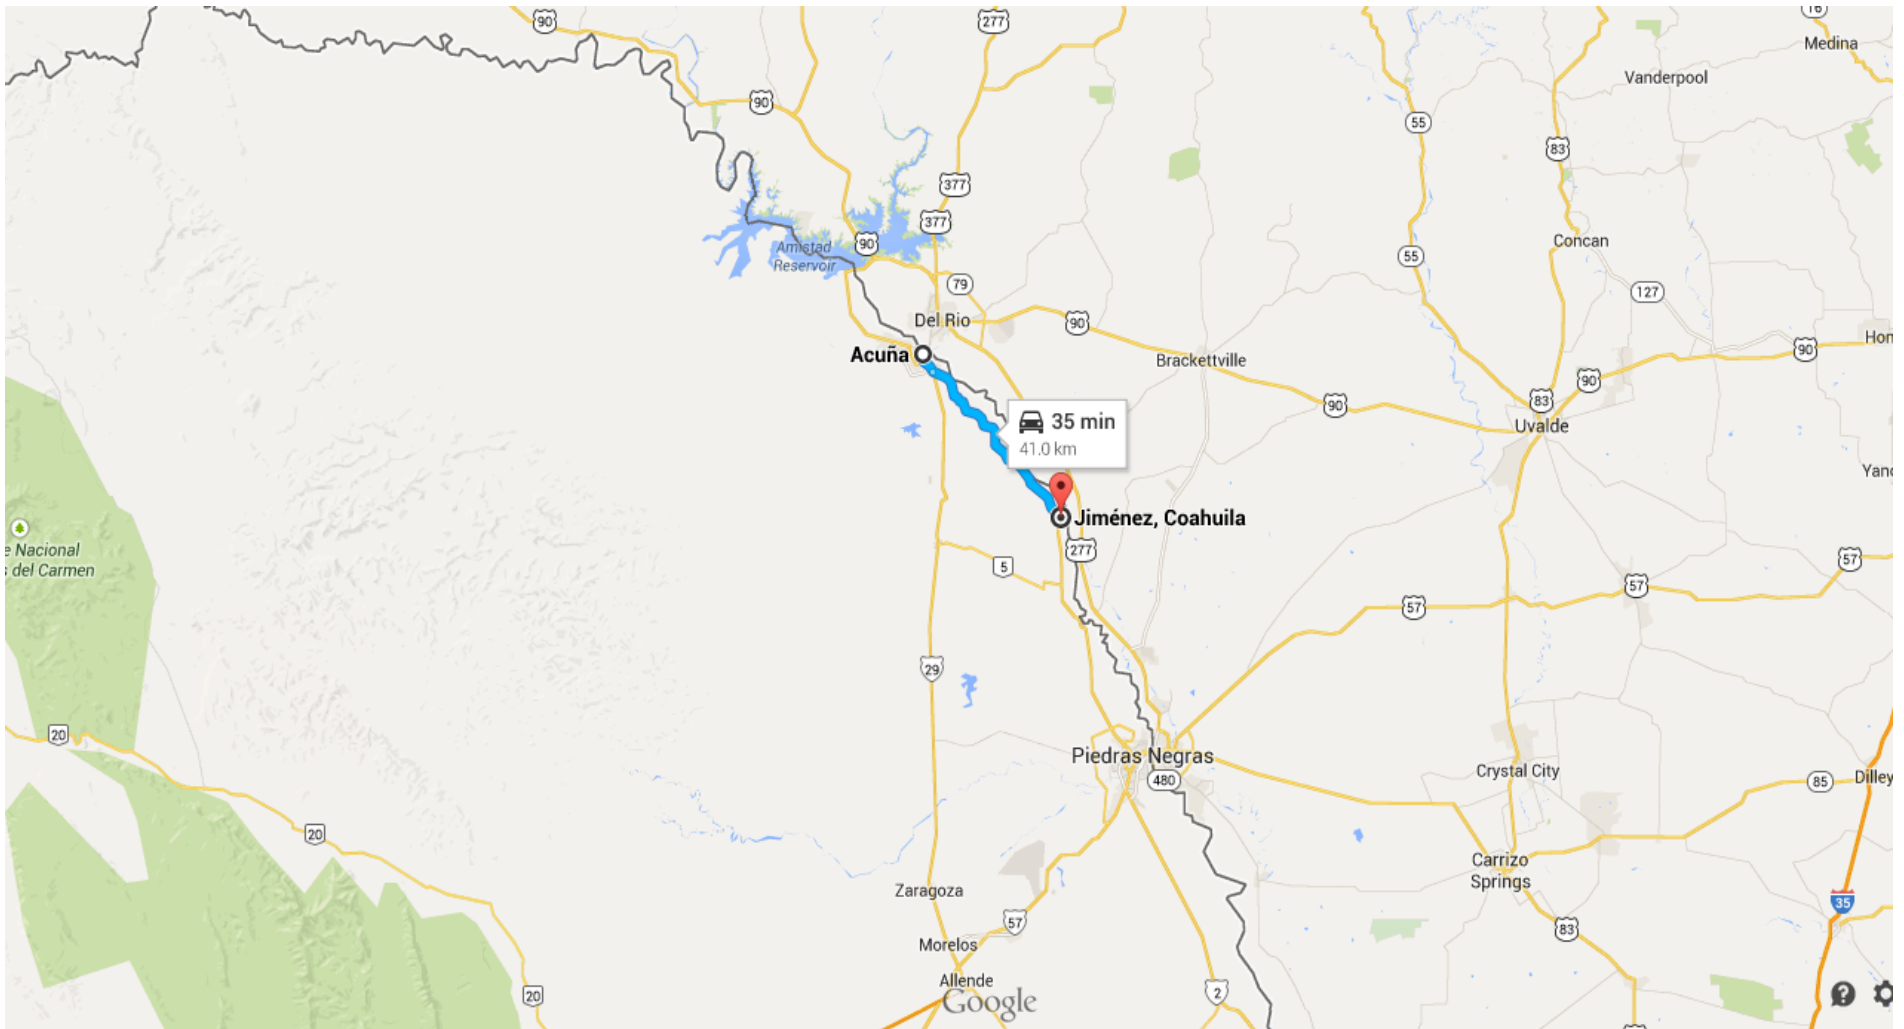 90
277
16
Medina
Vanderpool
90
55
83
377
377
Concan
90
Amistad
Reservoir
55
79
127
Del Rio
90
Hon
90
Acuña
Brackettville
90
83
90
35 min
Uvalde
41.0 km
Yanc
Jiménez, Coahuila
e Nacional
s del Carmen
277
5
57
57
57
29
20
Piedras Negras
480
Crystal City
85
Dilley
20
Carrizo
Springs
Zaragoza
35
57
83
Morelos
Allende
Google
20
2
?